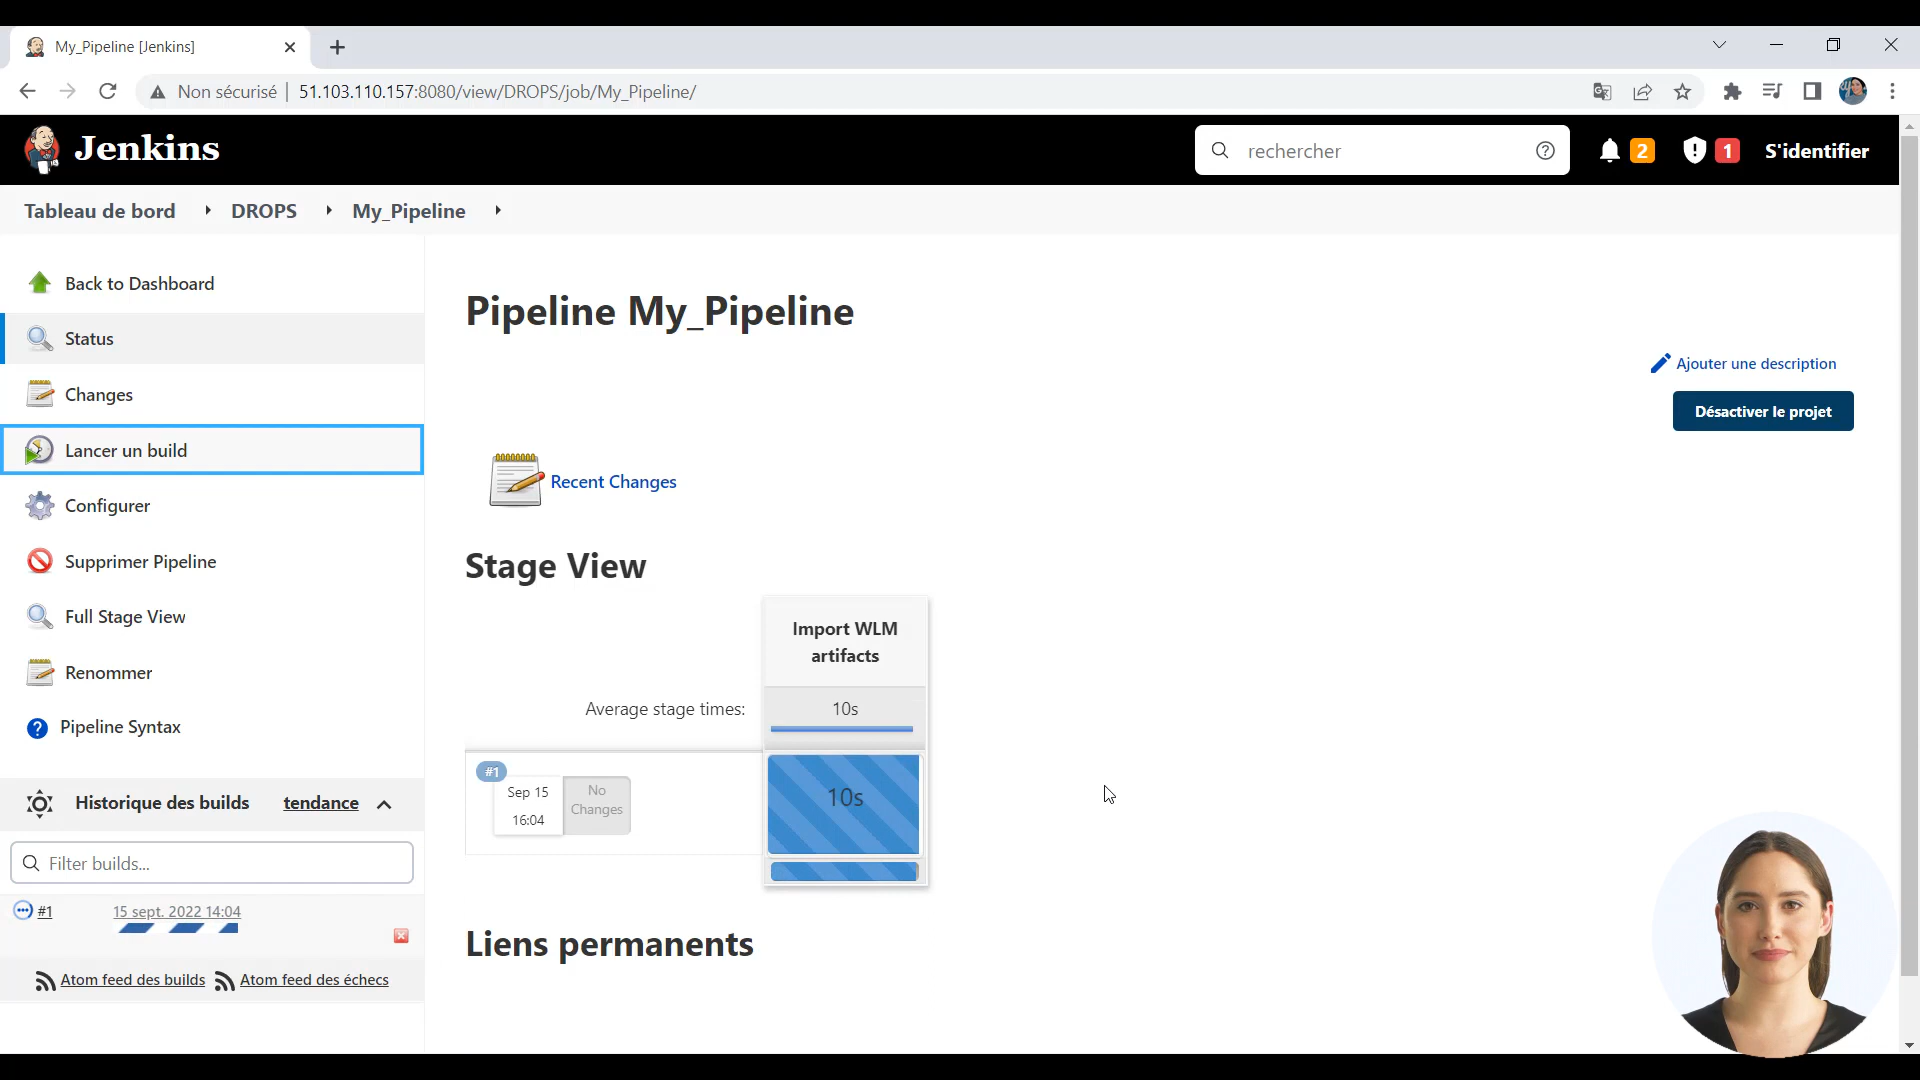 My_Pipeline [Jenkins]
Non sécurisé | 51.103.110.157:8080/view/DROPS/job/My_Pipeline/
Jenkins
rechercher
2
1
S'identifier
Tableau de bord
DROPS
My_Pipeline
Back to Dashboard
Status
Changes
Lancer un build
Configurer
Supprimer Pipeline
Full Stage View
Renommer
Pipeline Syntax
Historique des builds
tendance
Filter builds...
#1
15 sept. 2022 14:04
Atom feed des builds
Atom feed des échecs
Pipeline My_Pipeline
Ajouter une description
Désactiver le projet
Recent Changes
Stage View
Import WLM
artifacts
Average stage times:
10s
#1
Sep 15
16:04
No
Changes
10s
Liens permanents